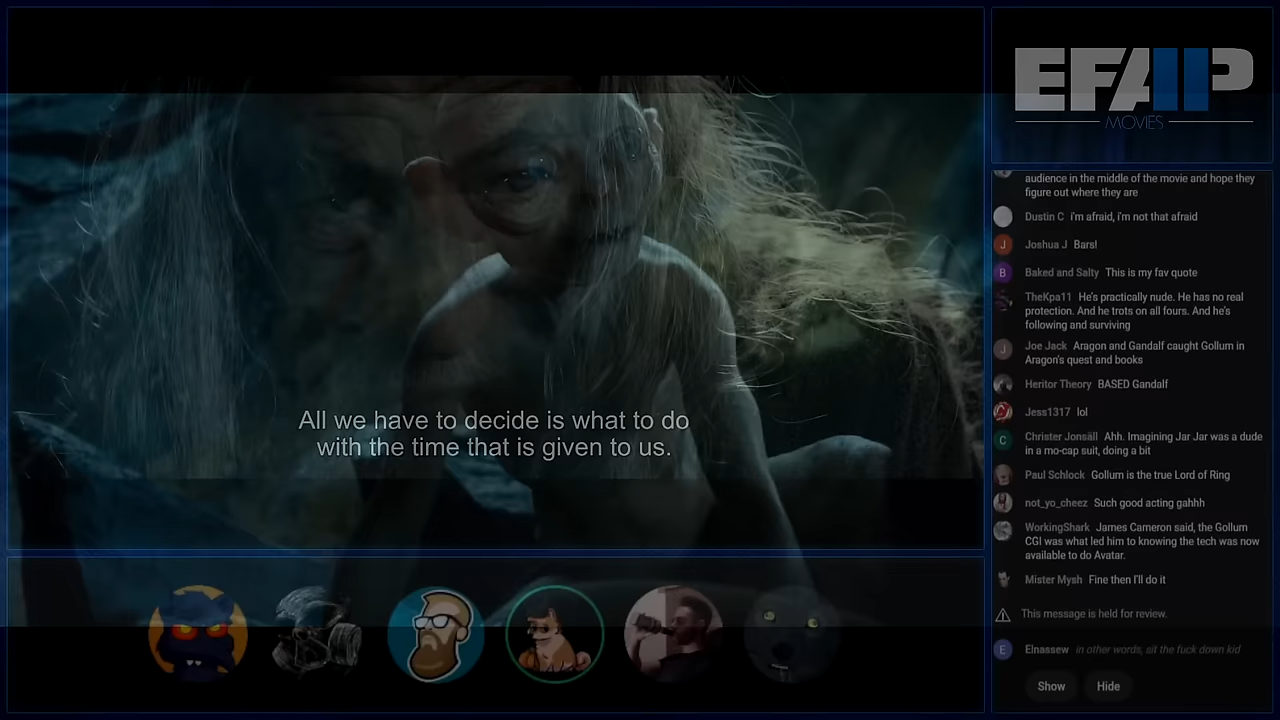 All we have to decide is what to do
with the time that is given to us.
EFAP
MOVIES
audience in the middle of the movie and hope they
figure out where they are
Dustin C i'm afraid, i'm not that afraid
J
Joshua J Bars!
B
Baked and Salty This is my fav quote
TheKpa11 He's practically nude. He has no real
protection. And he trots on all fours. And he's
following and surviving
J
Joe Jack Aragon and Gandalf caught Gollum in
Aragon's quest and books
Heritor Theory BASED Gandalf
Jess1317 lol
C
Christer Jonsäll Ahh. Imagining Jar Jar was a dude
in a mo-cap suit, doing a bit
Paul Schlock Gollum is the true Lord of Ring
not_yo_cheez Such good acting gahhh
WorkingShark James Cameron said, the Gollum
CGI was what led him to knowing the tech was now
available to do Avatar.
Mister Mysh Fine then I'll do it
This message is held for review.
E
Elnassew in other words, sit the fuck down kid
Show Hide